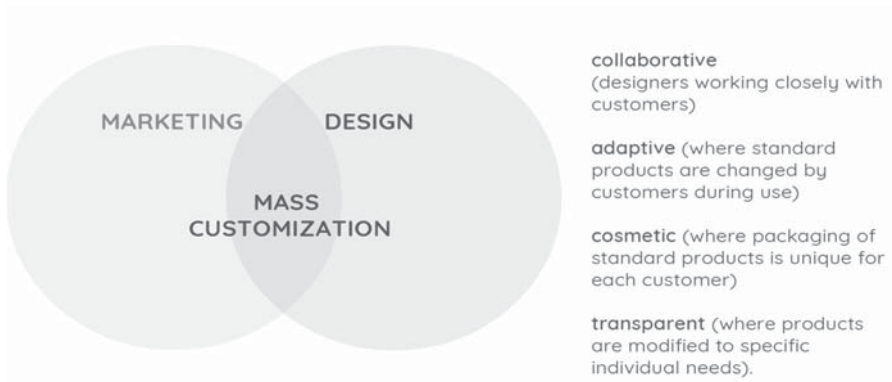 MARKETING
DESIGN
MASS
CUSTOMIZATION
collaborative
(designers working closely with
customers)
adaptive (where standard
products are changed by
customers during use)
cosmetic (where packaging of
standard products is unique for
each customer)
transparent (where products
are modified to specific
individual needs).